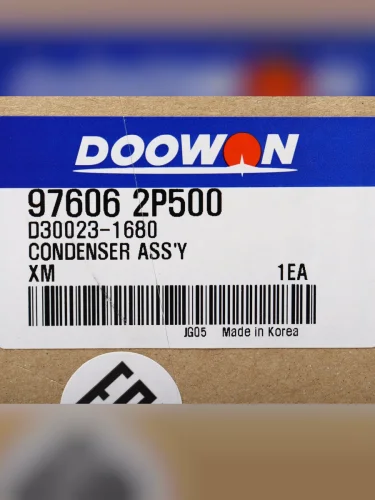 DOOWON
97606 2P500
D30023-1680
CONDENSER ASS'Y
XM 1EA
JG05 Made in Korea